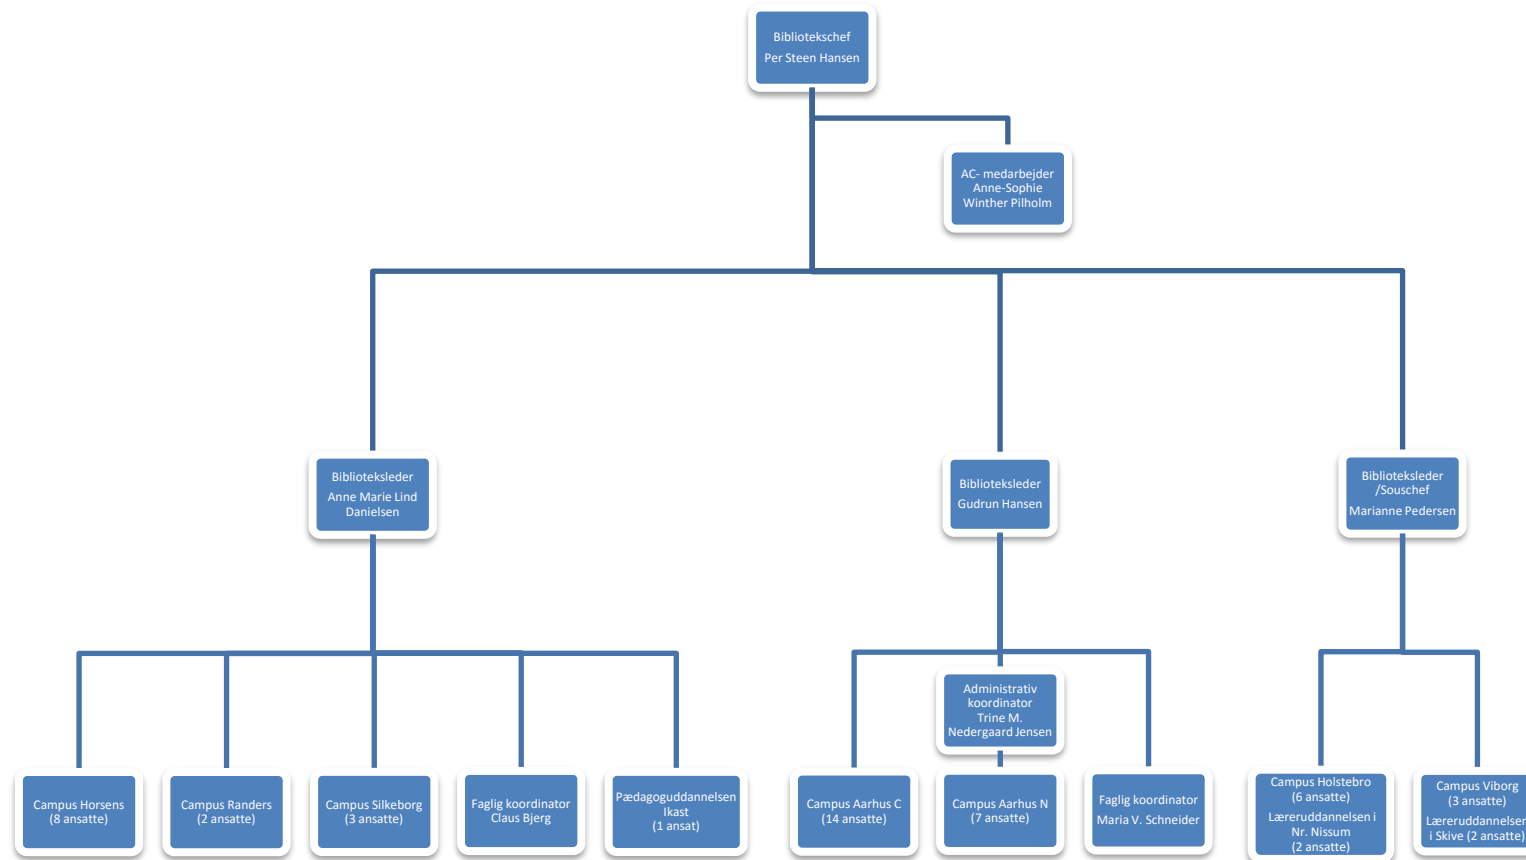 Bibliotekschef
Per Steen Hansen
AC- medarbejder
Anne-Sophie
Winther Pilholm
Biblioteksleder
Anne Marie Lind
Danielsen
Biblioteksleder
Gudrun Hansen
Biblioteksleder
/Souschef
Marianne Pedersen
Administrativ
koordinator
Trine M.
Nedergaard Jensen
Campus Horsens
(8 ansatte)
Campus Randers
(2 ansatte)
Campus Silkeborg
(3 ansatte)
Faglig koordinator
Claus Bjerg
Pædagoguddannelsen
Ikast
(1 ansat)
Campus Aarhus C
(14 ansatte)
Campus Aarhus N
(7 ansatte)
Faglig koordinator
Maria V. Schneider
Campus Holstebro
(6 ansatte)
Læreruddannelsen i
Nr. Nissum
(2 ansatte)
Campus Viborg
(3 ansatte)
Læreruddannelsen
i Skive (2 ansatte)